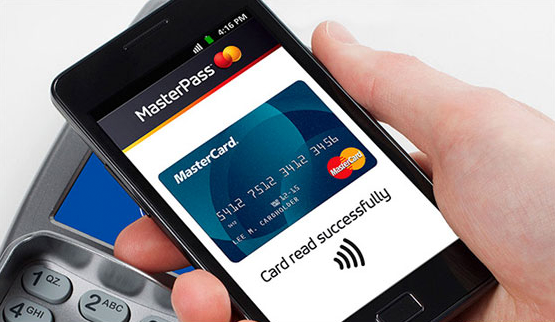 4:16 PM
MasterPass
MasterCard
5412 7512 3412 3456
12-15
LEE M. CARDHOLDER
MasterCard
Card read successfully
1 QZ.
2 ABC
4 GHI